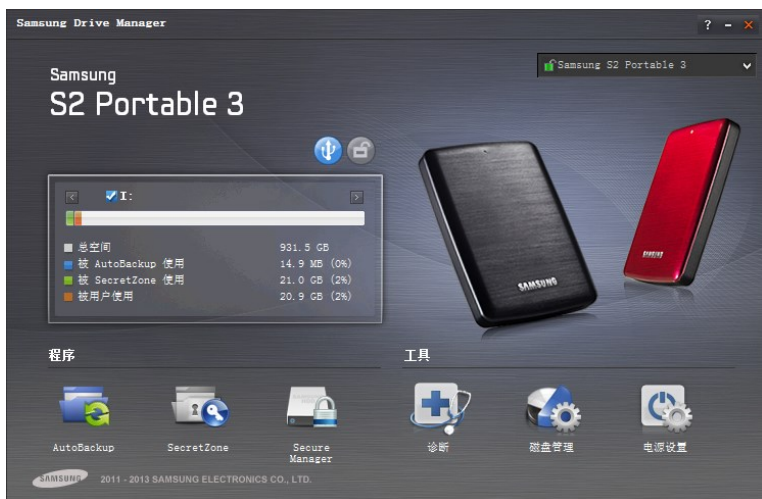 Samsung Drive Manager
? - ×
Samsung S2 Portable 3
Samsung
S2 Portable 3
I:
总空间 931.5 GB
被 AutoBackup 使用 14.9 MB (0%)
被 SecretZone 使用 21.0 GB (2%)
被用户使用 20.9 GB (2%)
SAMSUNG
SAMSUNG
程序
工具
AutoBackup
SecretZone
Secure
Manager
诊断
磁盘管理
电源设置
SAMSUNG 2011 - 2013 SAMSUNG ELECTRONICS CO., LTD.